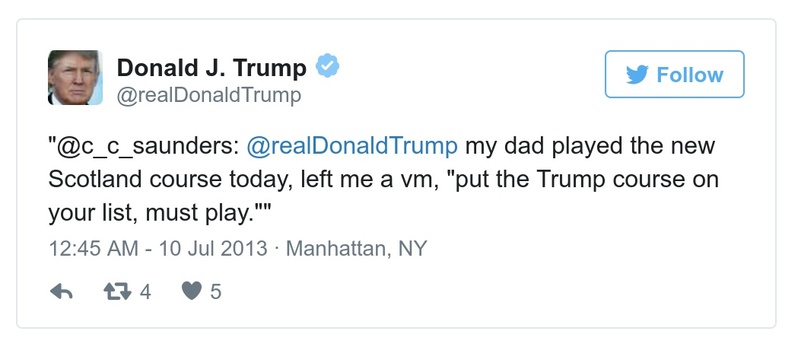 Donald J. Trump
@realDonaldTrump
Follow
"@c_c_saunders: @realDonaldTrump my dad played the new
Scotland course today, left me a vm, "put the Trump course on
your list, must play.""
12:45 AM - 10 Jul 2013 · Manhattan, NY
4 5